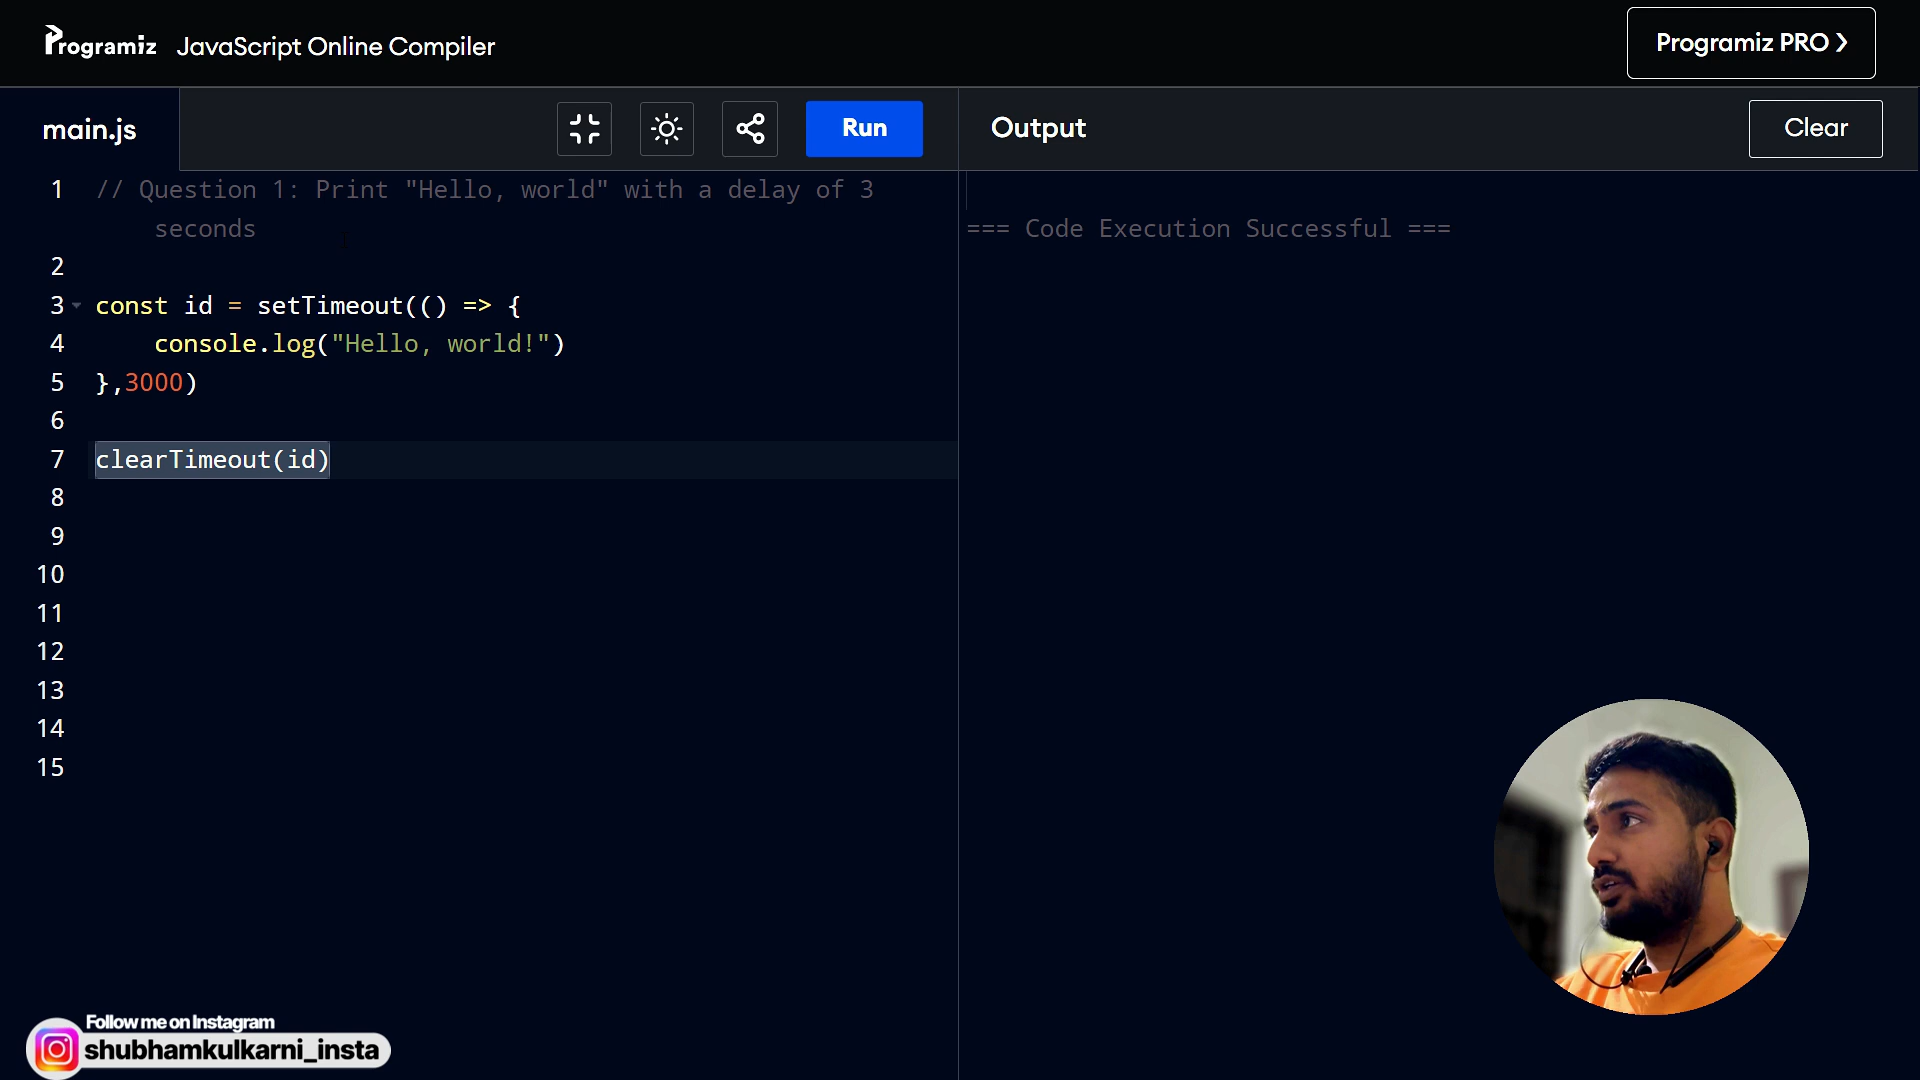 Programiz JavaScript Online Compiler
Programiz PRO ❯
main.js
Run
Output
Clear
1 // Question 1: Print "Hello, world" with a delay of 3
seconds
2
3 const id = setTimeout(() => {
4 console.log("Hello, world!")
5 },3000)
6
7 clearTimeout(id)
8
9
10
11
12
13
14
15
=== Code Execution Successful ===
Follow me on Instagram
shubhamkulkarni_insta